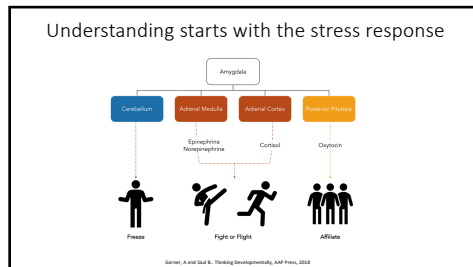 Understanding starts with the stress response
Amygdala
Cerebellum
Adrenal Medulla
Adrenal Cortex
Posterior Pituitary
Epinephrine
Norepinephrine
Cortisol
Oxytocin
Freeze
Fight or Flight
Affiliate
Garner, A and Saul B.. Thinking Developmentally, AAP Press, 2018